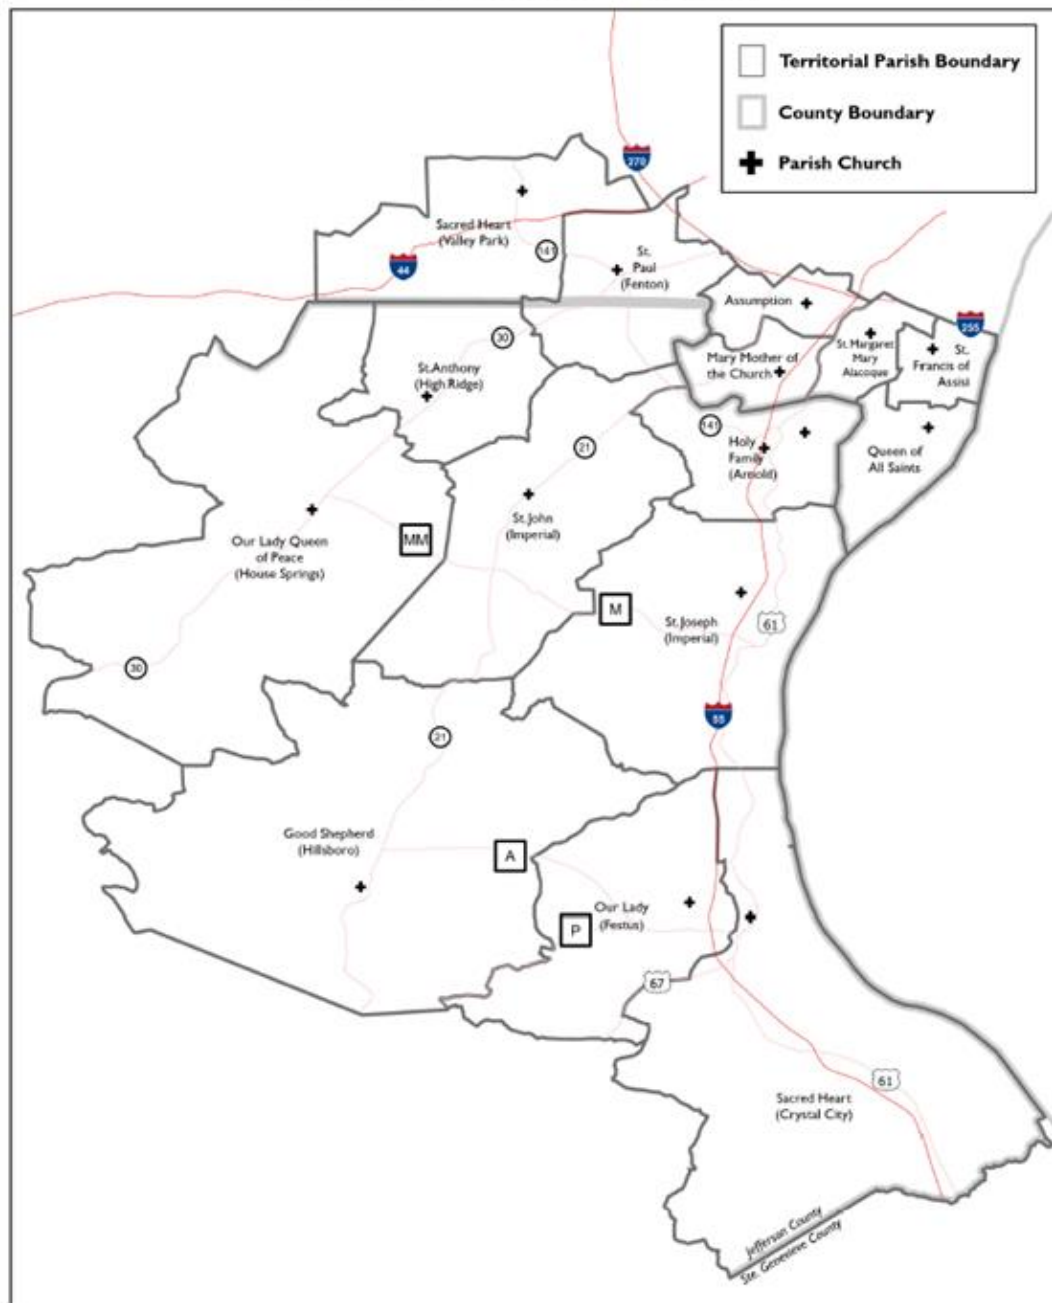 Territorial Parish Boundary
County Boundary
Parish Church
270
Sacred Heart
(Valley Park)
141
44
St.
Paul
(Fenton)
Assumption
255
30
St. Anthony
(High Ridge)
Mary Mother of
the Church
St. Margaret
Mary
Alacoque
St.
Francis of
Assisi
141
21
Holy
Family
(Arnold)
Queen of
All Saints
St. John
(Imperial)
Our Lady Queen
of Peace
(House Springs)
MM
M
St. Joseph
(Imperial)
61
30
55
21
Good Shepherd
(Hillsboro)
A
Our Lady
(Festus)
P
67
61
Sacred Heart
(Crystal City)
Jefferson County
Ste. Genevieve County